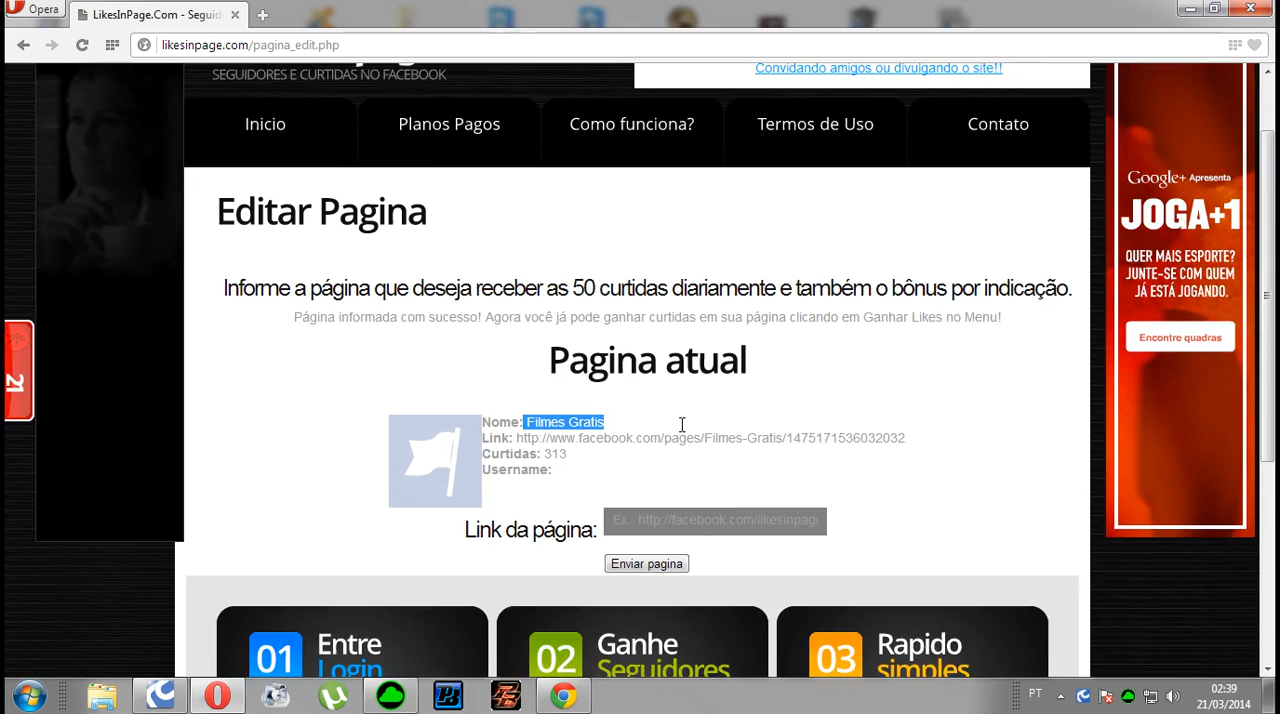 Opera
LikesInPage.Com - Seguid
likesinpage.com/pagina_edit.php
SEGUIDORES E CURTIDAS NO FACEBOOK
Convidando amigos ou divulgando o site!!
Inicio
Planos Pagos
Como funciona?
Termos de Uso
Contato
Editar Pagina
Informe a página que deseja receber as 50 curtidas diariamente e também o bônus por indicação.
Página informada com sucesso! Agora você já pode ganhar curtidas em sua página clicando em Ganhar Likes no Menu!
Pagina atual
Nome: Filmes Gratis
Link: http://www.facebook.com/pages/Filmes-Gratis/1475171536032032
Curtidas: 313
Username:
Link da página:
Ex.: http://facebook.com/likesinpage
Enviar pagina
01
Entre
Login
02
Ganhe
Seguidores
03
Rapido
simples
Google+ Apresenta
JOGA+1
QUER MAIS ESPORTE?
JUNTE-SE COM QUEM
JÁ ESTÁ JOGANDO.
Encontre quadras
21
PT
02:39
21/03/2014